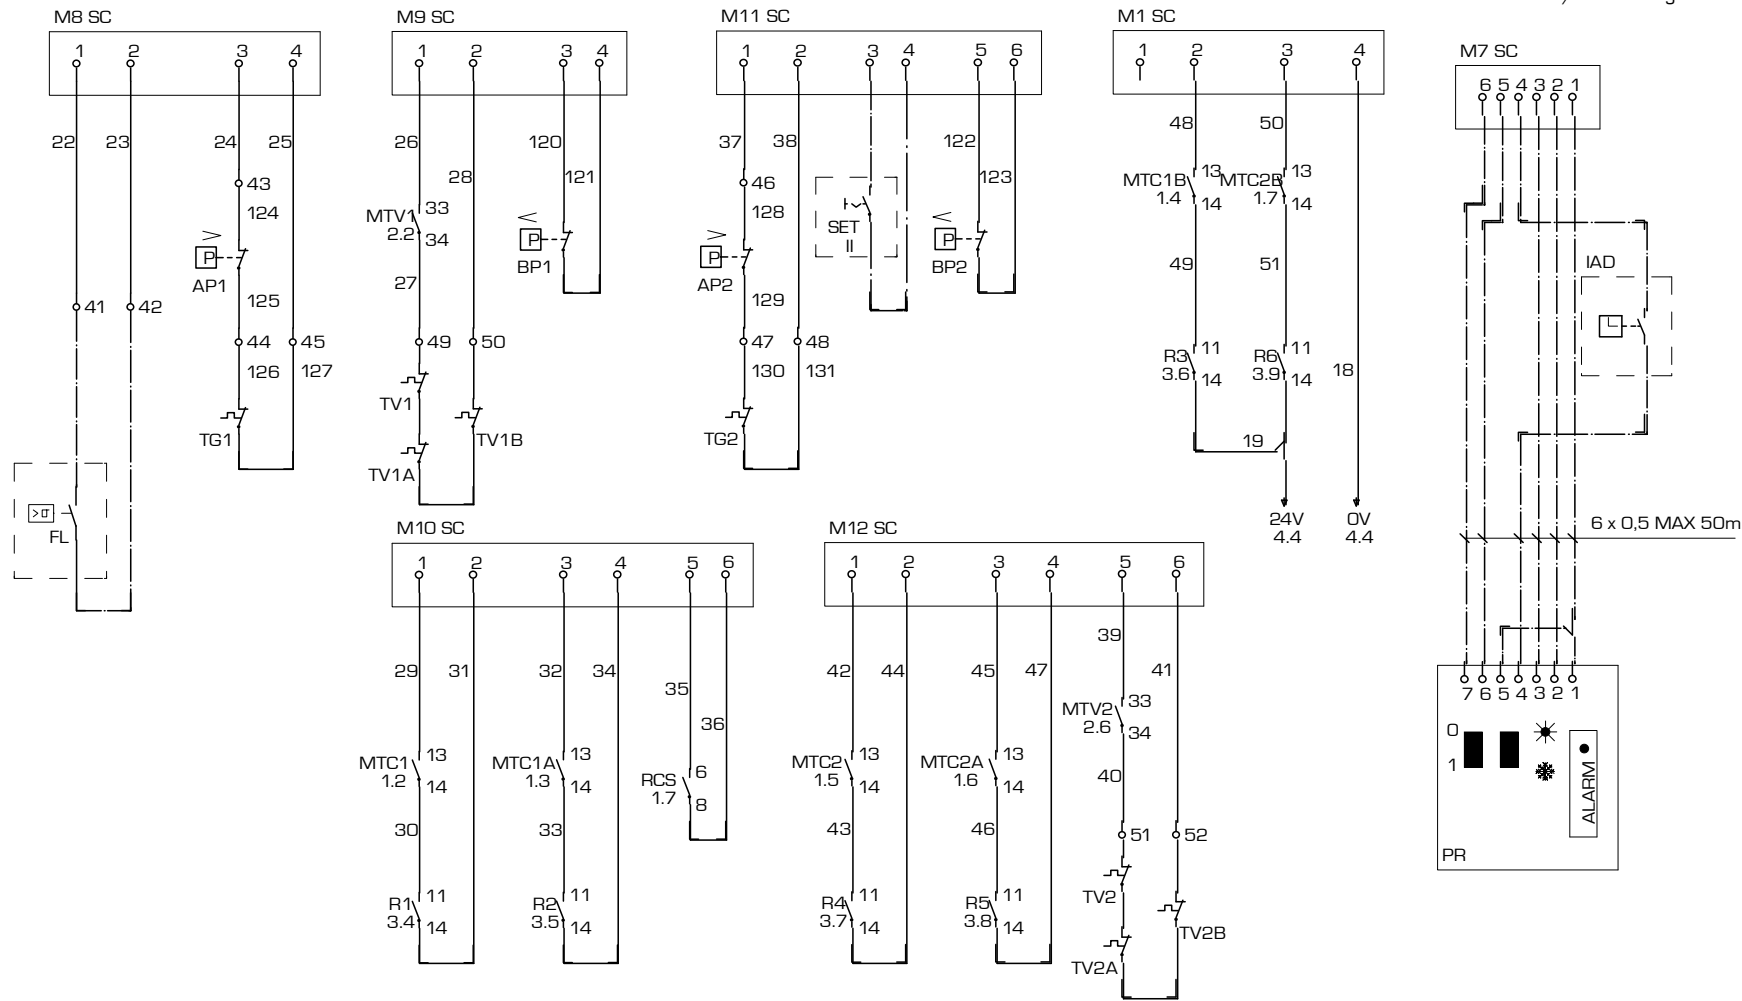 M8 SC
1 2 3 4
22 23 24 25
43
124
P
AP1
125
41 42
44 45
126 127
TG1
>
FL
M9 SC
1 2 3 4
26 28 120 121
MTV1 33
2.2 34
P
BP1
27
49 50
TV1
TV1B
TV1A
M11 SC
1 2 3 4 5 6
37 38 122 123
46
128
P
AP2
129
47 48
130 131
TG2
SET
II
P
BP2
M1 SC
1 2 3 4
48 50
MTC1B 13
1.4 14
MTC2B 13
1.7 14
49 51
R3 11
3.6 14
R6 11
3.9 14
18
19
24V 0V
4.4 4.4
M7 SC
6 5 4 3 2 1
IAD
6 x 0,5 MAX 50m
7 6 5 4 3 2 1
0
1
ALARM
PR
M10 SC
1 2 3 4 5 6
29 31 32 34 35 36
MTC1 13
1.2 14
MTC1A 13
1.3 14
RCS 6
1.7 8
30 33
R1 11
3.4 14
R2 11
3.5 14
M12 SC
1 2 3 4 5 6
39
42 44 45 47 41
MTV2 33
2.6 34
MTC2 13
1.5 14
MTC2A 13
1.6 14
40
43 46
51 52
R4 11
3.7 14
R5 11
3.8 14
TV2
TV2B
TV2A